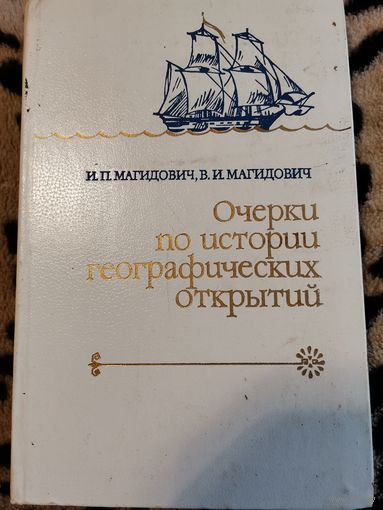 И. П. МАГИДОВИЧ, В. И. МАГИДОВИЧ
Очерки
по истории
географических
открытий